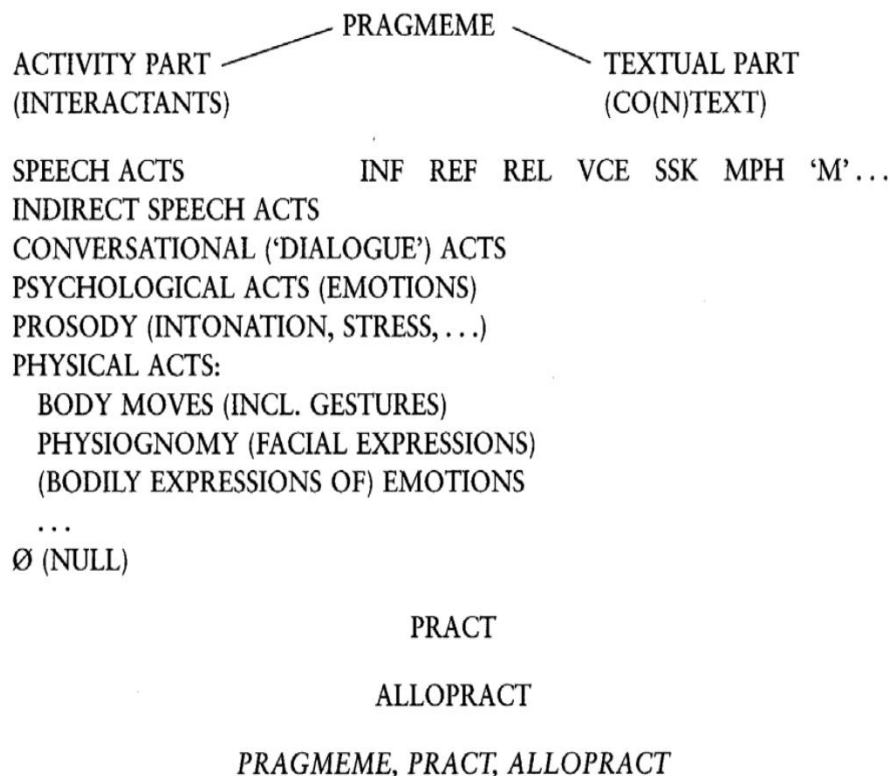 PRAGMEME
ACTIVITY PART TEXTUAL PART
(INTERACTANTS) (CO(N)TEXT)
SPEECH ACTS INF REF REL VCE SSK MPH ‘M’...
INDIRECT SPEECH ACTS
CONVERSATIONAL (‘DIALOGUE’) ACTS
PSYCHOLOGICAL ACTS (EMOTIONS)
PROSODY (INTONATION, STRESS, ...)
PHYSICAL ACTS:
BODY MOVES (INCL. GESTURES)
PHYSIOGNOMY (FACIAL EXPRESSIONS)
(BODILY EXPRESSIONS OF) EMOTIONS
...
Ø (NULL)
PRACT
ALLOPRACT
PRAGMEME, PRACT, ALLOPRACT